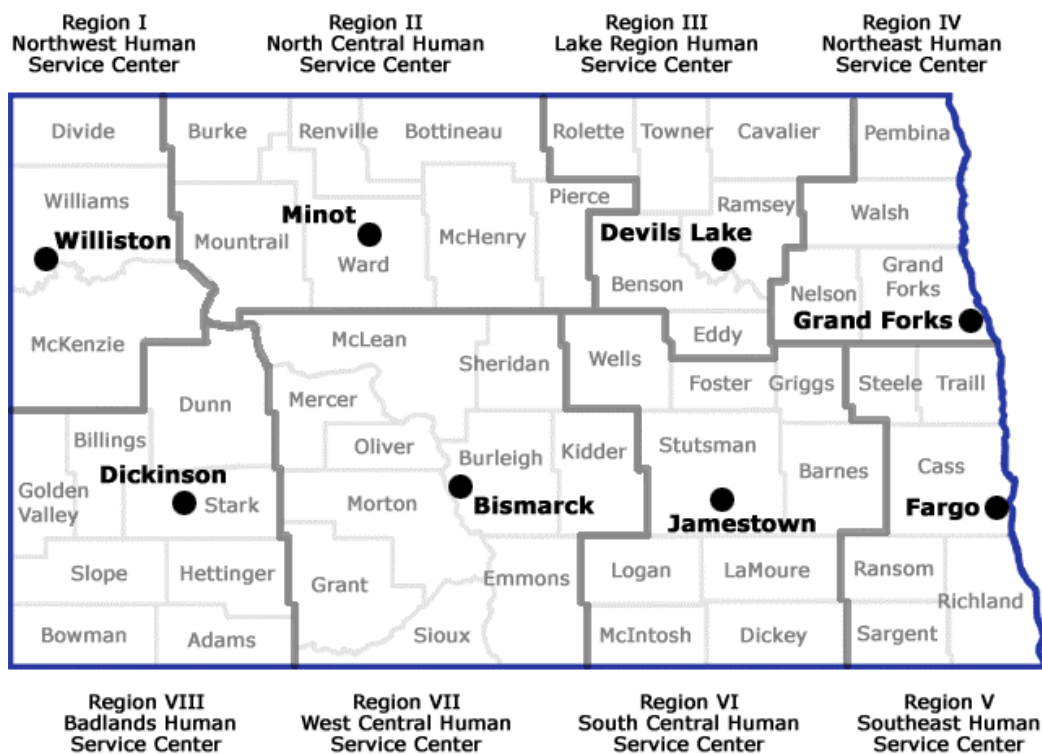 Region I
Northwest Human
Service Center
Region II
North Central Human
Service Center
Region III
Lake Region Human
Service Center
Region IV
Northeast Human
Service Center
Divide
Burke
Renville
Bottineau
Rolette
Towner
Cavalier
Pembina
Williams
Williston
Mountrail
Minot
Ward
McHenry
Pierce
Ramsey
Devils Lake
Benson
Walsh
Grand
Forks
Nelson
Grand Forks
McKenzie
McLean
Sheridan
Wells
Eddy
Foster
Griggs
Steele
Traill
Dunn
Mercer
Oliver
Billings
Dickinson
Golden
Valley
Stark
Burleigh
Kidder
Bismarck
Morton
Stutsman
Jamestown
Barnes
Cass
Fargo
Slope
Hettinger
Grant
Emmons
Logan
LaMoure
Ransom
Richland
Bowman
Adams
Sioux
McIntosh
Dickey
Sargent
Region VIII
Badlands Human
Service Center
Region VII
West Central Human
Service Center
Region VI
South Central Human
Service Center
Region V
Southeast Human
Service Center